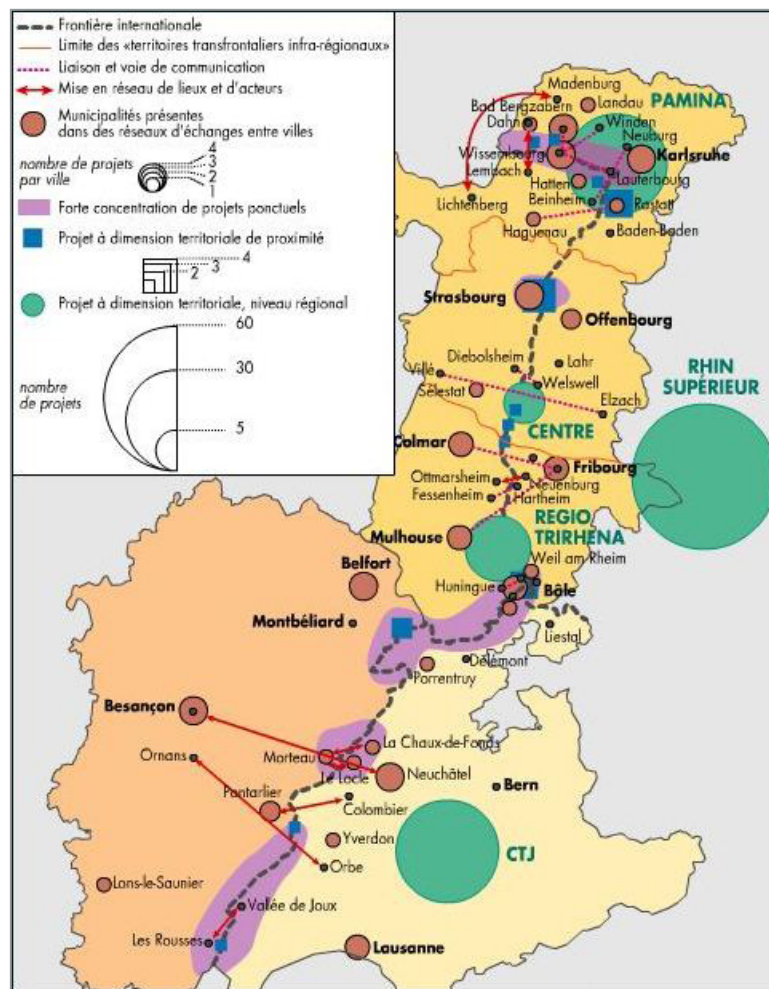 Frontière internationale
Limite des «territoires transfrontaliers infra-régionaux»
Liaison et voie de communication
Mise en réseau de lieux et d'acteurs
Municipalités présentes
dans des réseaux d'échanges entre villes
nombre de projets
par ville
4
3
2
1
Forte concentration de projets ponctuels
Projet à dimension territoriale de proximité
4
3
2
Projet à dimension territoriale, niveau régional
60
30
5
nombre
de projets
Madenburg
PAMINA
Bad Bergzabern
Landau
Dahn
Winden
Neuburg
Wissembourg
Karlsruhe
Lembach
Lauterbourg
Hatten
Lichtenberg
Beinheim
Rastatt
Haguenau
Baden-Baden
Strasbourg
Offenbourg
Diebolsheim
Lahr
Villé
Welswell
RHIN
SUPÉRIEUR
Sélestat
Elzach
CENTRE
Colmar
Fribourg
Ottmarsheim
Neuenburg
Fessenheim
Hartheim
REGIO
TRIRHENA
Mulhouse
Weil am Rheim
Belfort
Huningue
Bâle
Montbéliard
Liestal
Délémont
Porrentruy
Besançon
La Chaux-de-Fonds
Ornans
Morteau
Le Locle
Neuchâtel
Pontarlier
Bern
Colombier
Yverdon
CTJ
Orbe
Lons-le-Saunier
Vallée de Joux
Les Rousses
Lausanne